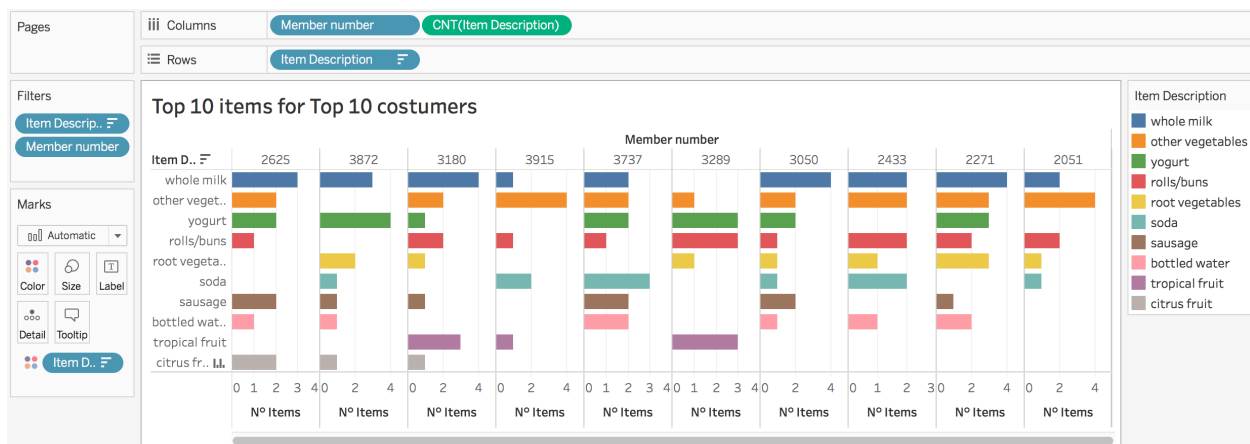 Pages
Columns
Member number
CNT(Item Description)
Rows
Item Description
Filters
Item Descrip..
Member number
Marks
Automatic
Color
Size
Label
Detail
Tooltip
Item D..
Top 10 items for Top 10 costumers
Member number
Item D.. 2625 3872 3180 3915 3737 3289 3050 2433 2271 2051
whole milk
other veget..
yogurt
rolls/buns
root vegeta..
soda
sausage
bottled wat..
tropical fruit
citrus fr..
0 1 2 3 4 0 2 4 0 2 4 0 2 4 0 1 2 3 4 0 1 2 3 4 0 2 4 0 1 2 3 0 2 4 0 2 4
Nº Items Nº Items Nº Items Nº Items Nº Items Nº Items Nº Items Nº Items Nº Items Nº Items
Item Description
whole milk
other vegetables
yogurt
rolls/buns
root vegetables
soda
sausage
bottled water
tropical fruit
citrus fruit